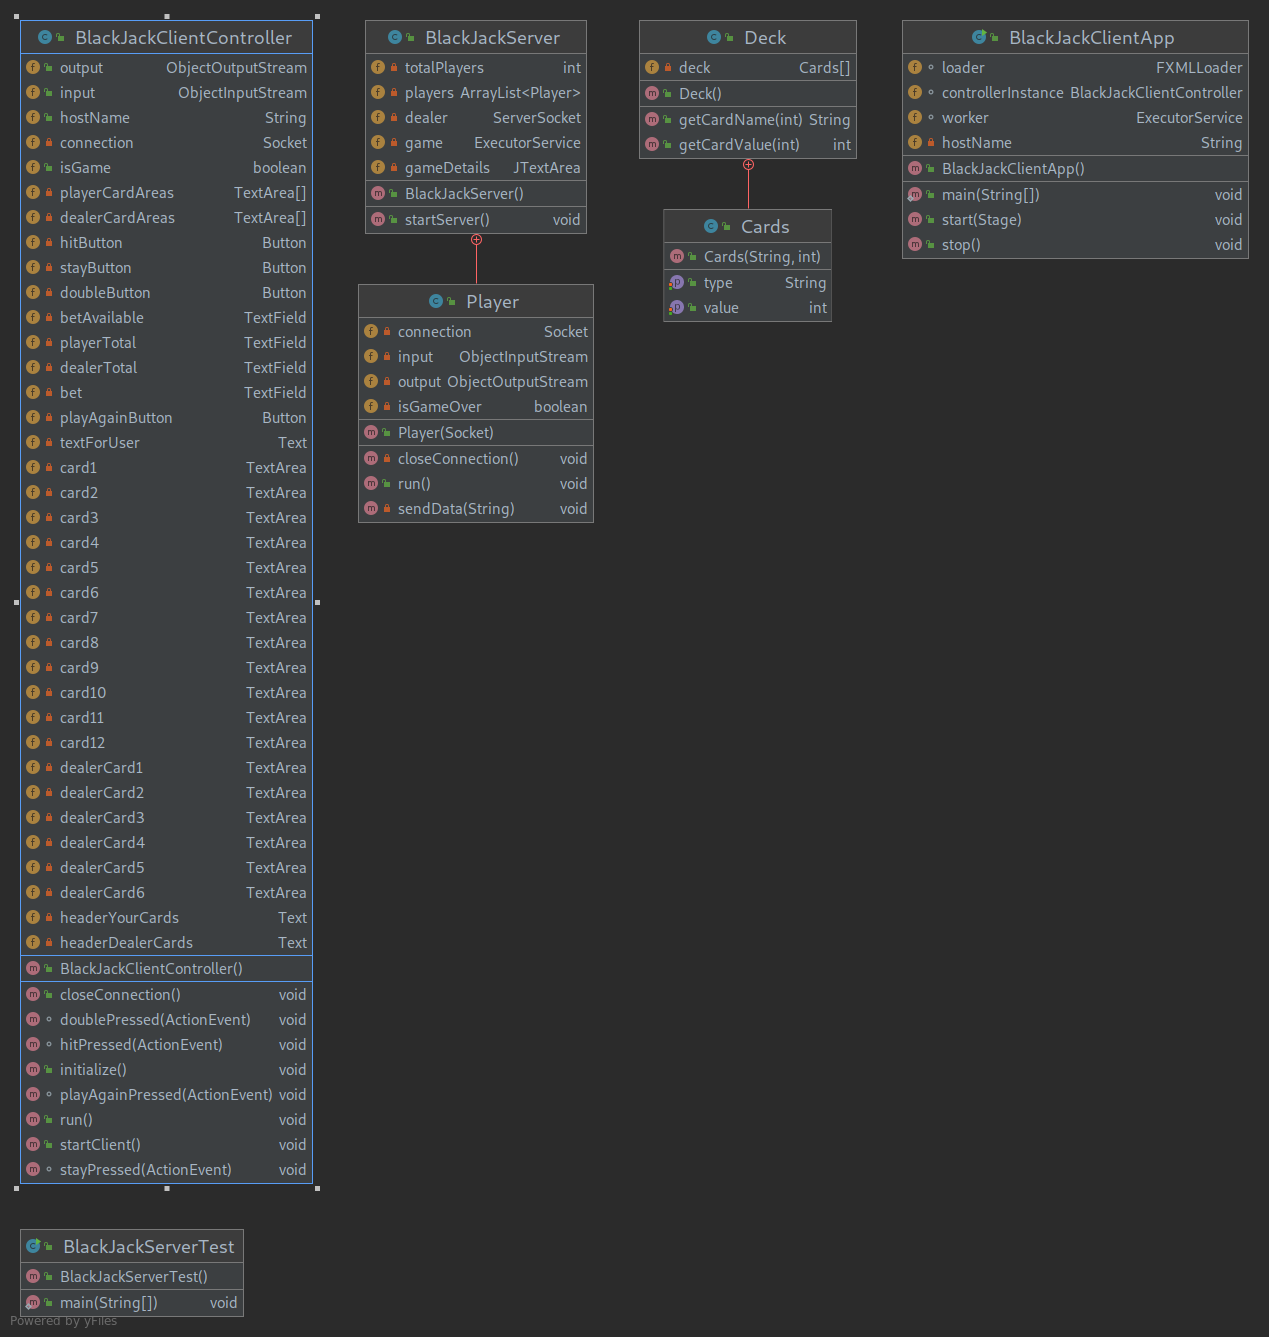 BlackJackClientController
output ObjectOutputStream
input ObjectInputStream
hostName String
connection Socket
isGame boolean
playerCardAreas TextArea[]
dealerCardAreas TextArea[]
hitButton Button
stayButton Button
doubleButton Button
betAvailable TextField
playerTotal TextField
dealerTotal TextField
bet TextField
playAgainButton Button
textForUser Text
card1 TextArea
card2 TextArea
card3 TextArea
card4 TextArea
card5 TextArea
card6 TextArea
card7 TextArea
card8 TextArea
card9 TextArea
card10 TextArea
card11 TextArea
card12 TextArea
dealerCard1 TextArea
dealerCard2 TextArea
dealerCard3 TextArea
dealerCard4 TextArea
dealerCard5 TextArea
dealerCard6 TextArea
headerYourCards Text
headerDealerCards Text
BlackJackClientController()
closeConnection() void
doublePressed(ActionEvent) void
hitPressed(ActionEvent) void
initialize() void
playAgainPressed(ActionEvent) void
run() void
startClient() void
stayPressed(ActionEvent) void
BlackJackServer
totalPlayers int
players ArrayList<Player>
dealer ServerSocket
game ExecutorService
gameDetails JTextArea
BlackJackServer()
startServer() void
Player
connection Socket
input ObjectInputStream
output ObjectOutputStream
isGameOver boolean
Player(Socket)
closeConnection() void
run() void
sendData(String) void
Deck
deck Cards[]
Deck()
getCardName(int) String
getCardValue(int) int
Cards
Cards(String, int)
type String
value int
BlackJackClientApp
loader FXMLLoader
controllerInstance BlackJackClientController
worker ExecutorService
hostName String
BlackJackClientApp()
main(String[]) void
start(Stage) void
stop() void
BlackJackServerTest
BlackJackServerTest()
main(String[]) void
Powered by yFiles